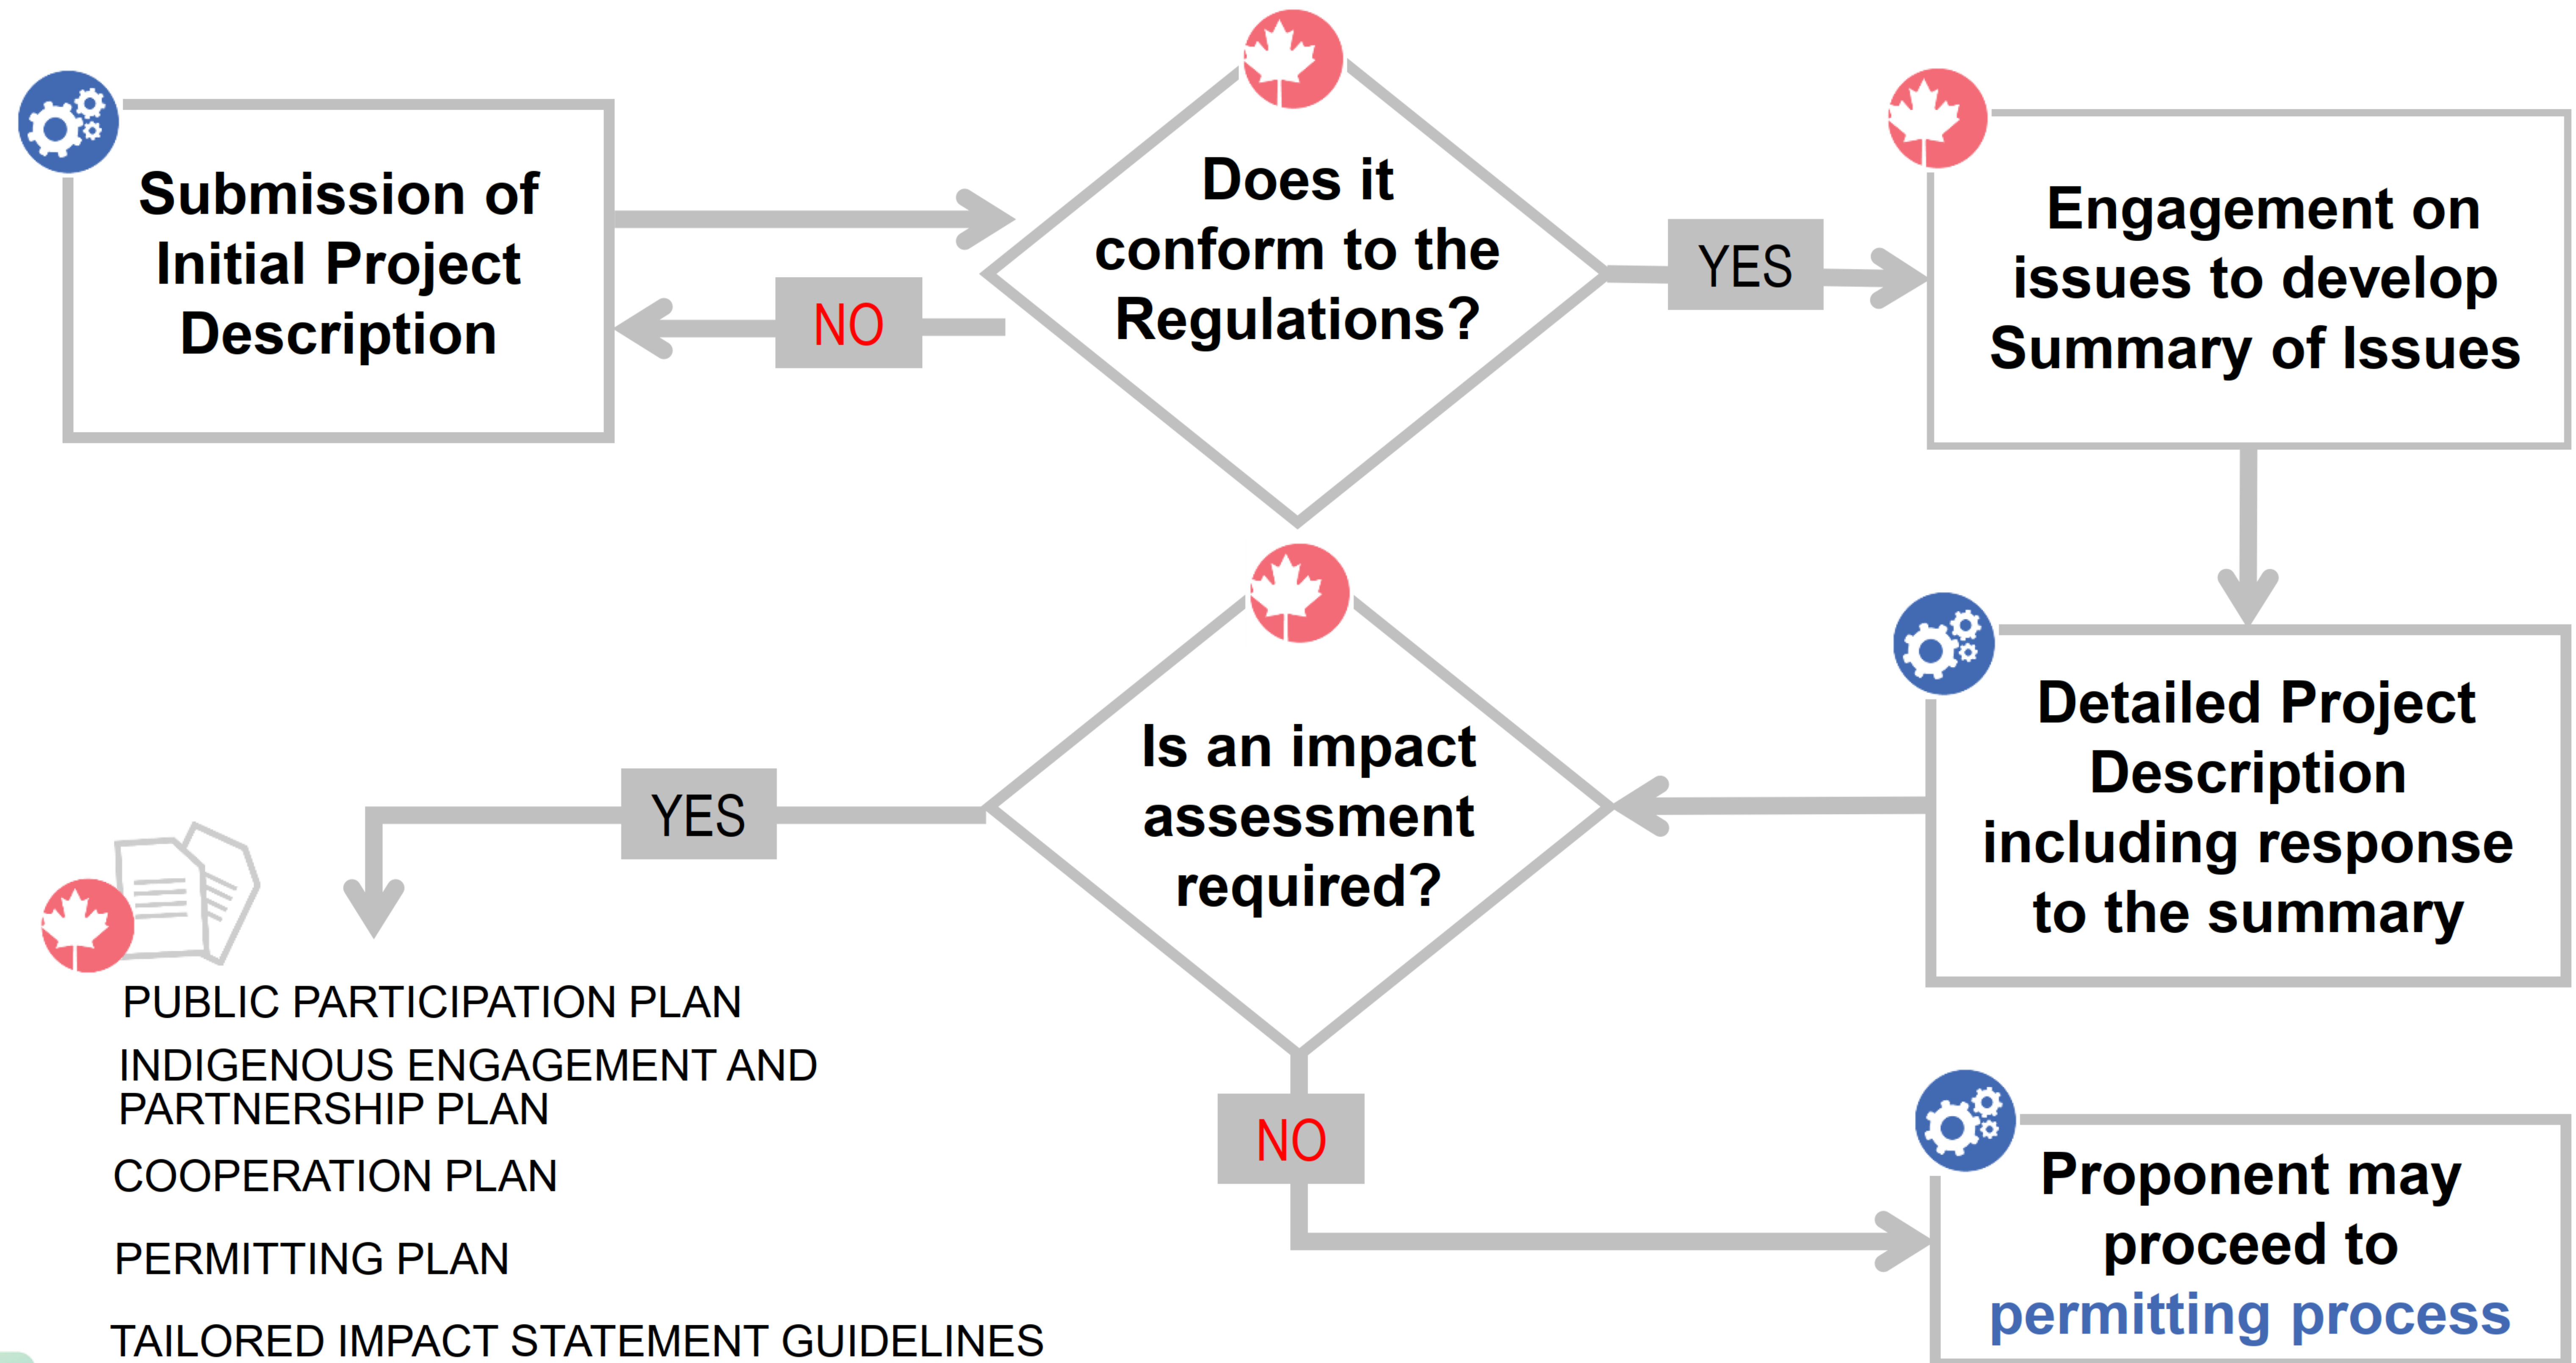 Submission of
Initial Project
Description
Does it
conform to the
Regulations?
NO
YES
Engagement on
issues to develop
Summary of Issues
Detailed Project
Description
including response
to the summary
Is an impact
assessment
required?
YES
NO
PUBLIC PARTICIPATION PLAN
INDIGENOUS ENGAGEMENT AND
PARTNERSHIP PLAN
COOPERATION PLAN
PERMITTING PLAN
TAILORED IMPACT STATEMENT GUIDELINES
Proponent may
proceed to
permitting process